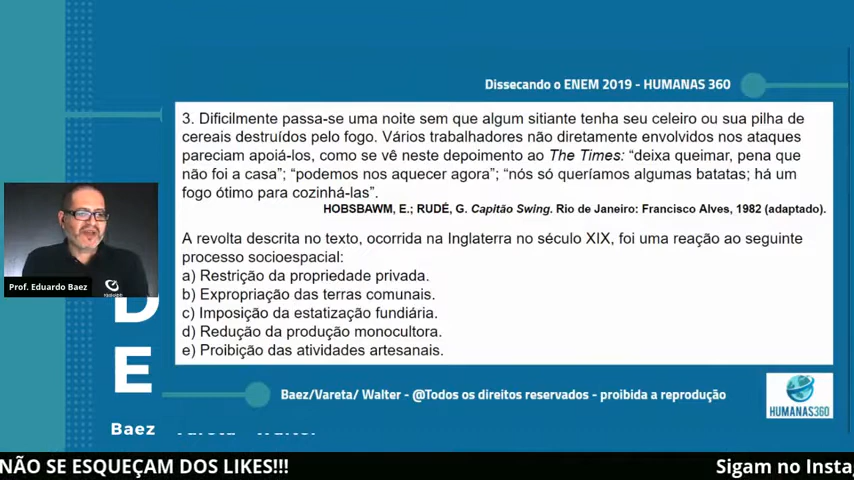 Dissecando o ENEM 2019 - HUMANAS 360
3. Dificilmente passa-se uma noite sem que algum sitiante tenha seu celeiro ou sua pilha de
cereais destruídos pelo fogo. Vários trabalhadores não diretamente envolvidos nos ataques
pareciam apoiá-los, como se vê neste depoimento ao The Times: “deixa queimar, pena que
não foi a casa”; “podemos nos aquecer agora”; “nós só queríamos algumas batatas; há um
fogo ótimo para cozinhá-las”.
HOBSBAWM, E.; RUDÉ, G. Capitão Swing. Rio de Janeiro: Francisco Alves, 1982 (adaptado).
A revolta descrita no texto, ocorrida na Inglaterra no século XIX, foi uma reação ao seguinte
processo socioespacial:
a) Restrição da propriedade privada.
b) Expropriação das terras comunais.
c) Imposição da estatização fundiária.
d) Redução da produção monocultora.
e) Proibição das atividades artesanais.
Prof. Eduardo Baez
D
E
Baez/Vareta/ Walter - @Todos os direitos reservados - proibida a reprodução
HUMANAS360
Baez
NÃO SE ESQUEÇAM DOS LIKES!!!
Sigam no Insta